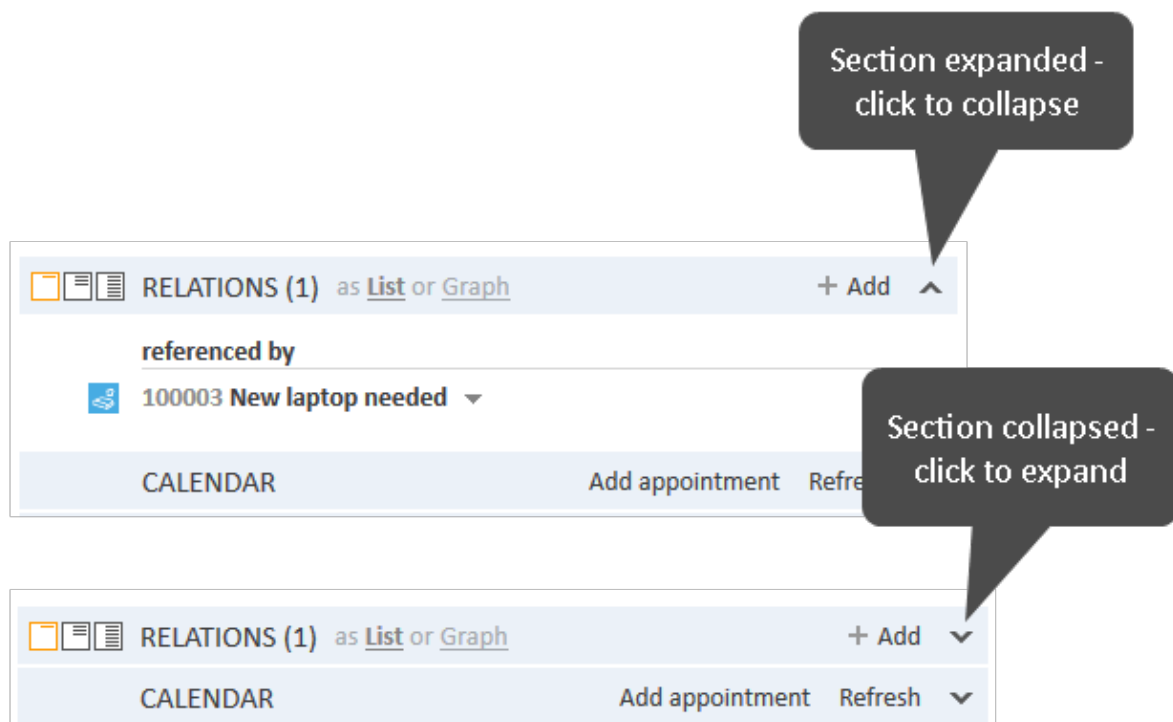 Section expanded -
click to collapse
RELATIONS (1) as List or Graph + Add
referenced by
100003 New laptop needed
Section collapsed -
click to expand
CALENDAR Add appointment Refre
RELATIONS (1) as List or Graph + Add
CALENDAR Add appointment Refresh